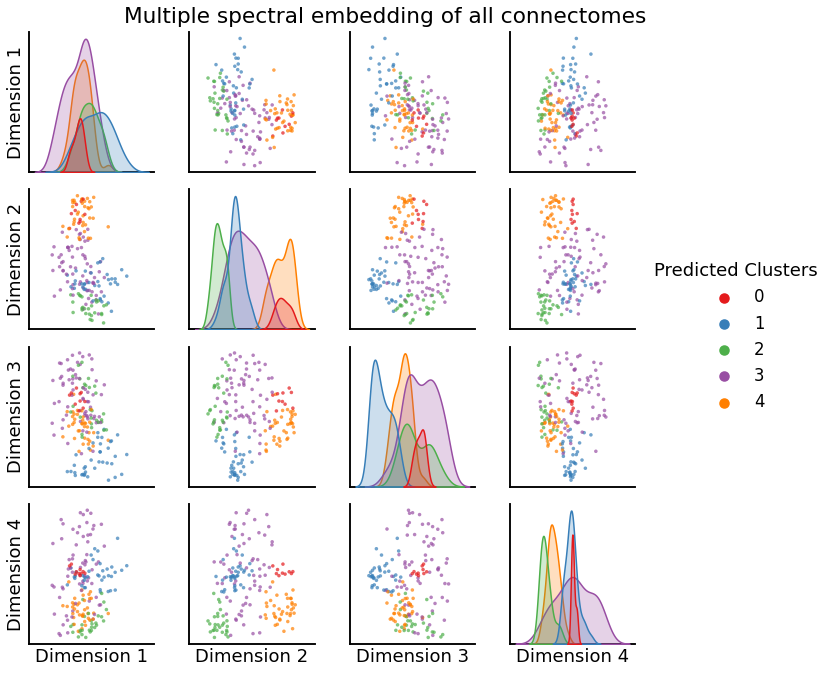 Multiple spectral embedding of all connectomes
Dimension 1
Dimension 2
Dimension 3
Dimension 4
Predicted Clusters
0
1
2
3
4
Dimension 1
Dimension 2
Dimension 3
Dimension 4